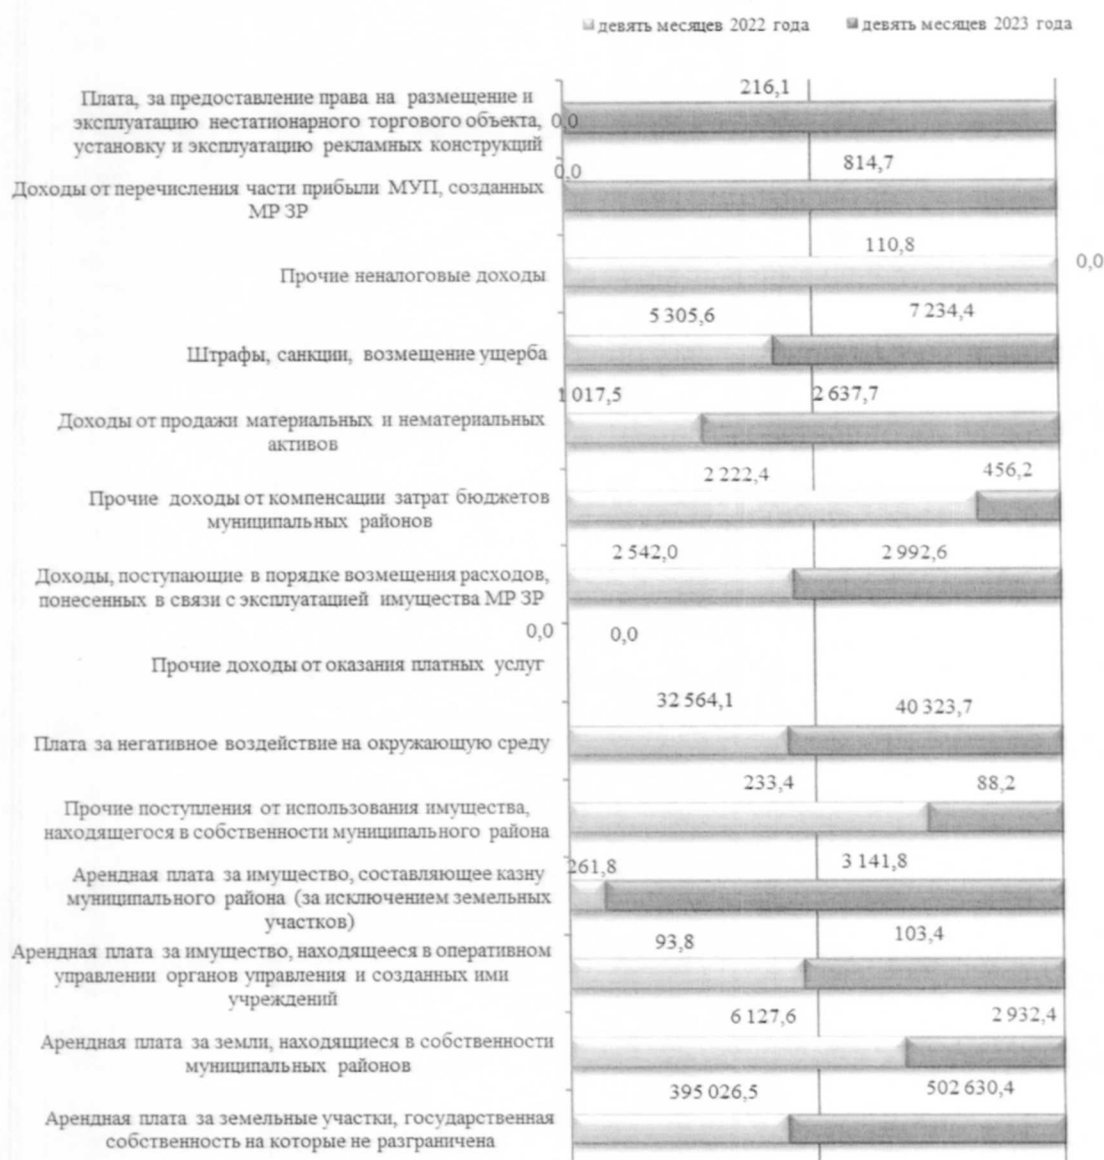 девять месяцев 2022 года девять месяцев 2023 года
216,1
Плата, за предоставление права на размещение и
эксплуатацию нестационарного торгового объекта, 0,0
установку и эксплуатацию рекламных конструкций
0,0 814,7
Доходы от перечисления части прибыли МУП, созданных
МР ЗР
110,8 0,0
Прочие неналоговые доходы
5 305,6 7 234,4
Штрафы, санкции, возмещение ущерба
1 017,5 2 637,7
Доходы от продажи материальных и нематериальных
активов
2 222,4 456,2
Прочие доходы от компенсации затрат бюджетов
муниципальных районов
2 542,0 2 992,6
Доходы, поступающие в порядке возмещения расходов,
понесенных в связи с эксплуатацией имущества МР ЗР
0,0 0,0
Прочие доходы от оказания платных услуг
32 564,1 40 323,7
Плата за негативное воздействие на окружающую среду
233,4 88,2
Прочие поступления от использования имущества,
находящегося в собственности муниципального района
261,8 3 141,8
Арендная плата за имущество, составляющее казну
муниципального района (за исключением земельных
участков)
93,8 103,4
Арендная плата за имущество, находящееся в оперативном
управлении органов управления и созданных ими
учреждений
6 127,6 2 932,4
Арендная плата за земли, находящиеся в собственности
муниципальных районов
395 026,5 502 630,4
Арендная плата за земельные участки, государственная
собственность на которые не разграничена